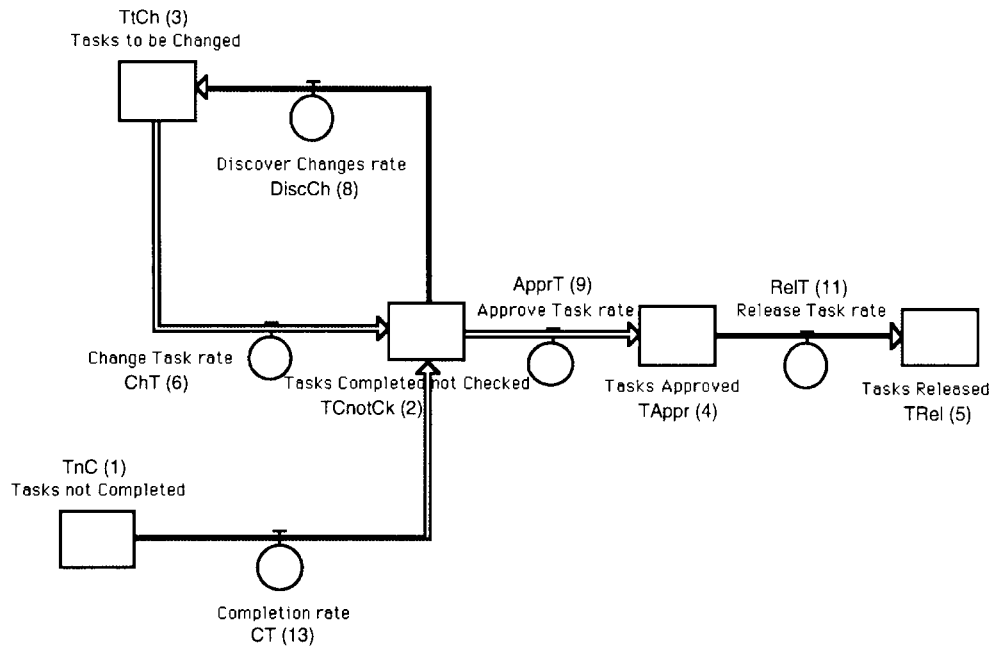 TtCh (3)
Tasks to be Changed
Discover Changes rate
DiscCh (8)
ApprT (9)
Approve Task rate
RelT (11)
Release Task rate
Change Task rate
ChT (6)
Tasks Completed not Checked
TCnotCk (2)
Tasks Approved
TAppr (4)
Tasks Released
TRel (5)
TnC (1)
Tasks not Completed
Completion rate
CT (13)